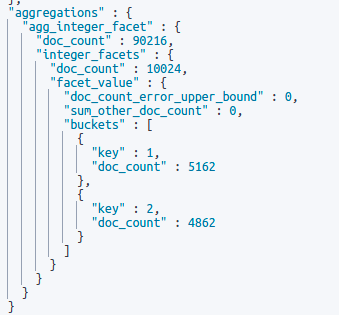 },
"aggregations" : {
"agg_integer_facet" : {
"doc_count" : 90216,
"integer_facets" : {
"doc_count" : 10024,
"facet_value" : {
"doc_count_error_upper_bound" : 0,
"sum_other_doc_count" : 0,
"buckets" : [
{
"key" : 1,
"doc_count" : 5162
},
{
"key" : 2,
"doc_count" : 4862
}
]
}
}
}
}